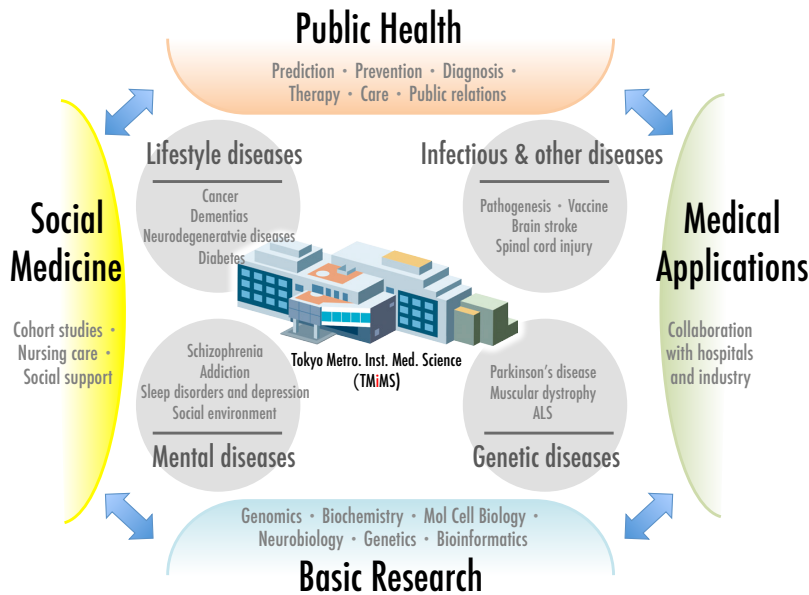 Public Health
Prediction・Prevention・Diagnosis・
Therapy・Care・Public relations
Lifestyle diseases
Cancer
Dementias
Neurodegeneratvie diseases
Diabetes
Infectious & other diseases
Pathogenesis・Vaccine
Brain stroke
Spinal cord injury
Social
Medicine
Cohort studies・
Nursing care・
Social support
Medical
Applications
Collaboration
with hospitals
and industry
Tokyo Metro. Inst. Med. Science
(TMiMS)
Schizophrenia
Addiction
Sleep disorders and depression
Social environment
Mental diseases
Parkinson's disease
Muscular dystrophy
ALS
Genetic diseases
Genomics・Biochemistry・Mol Cell Biology・
Neurobiology・Genetics・Bioinformatics
Basic Research